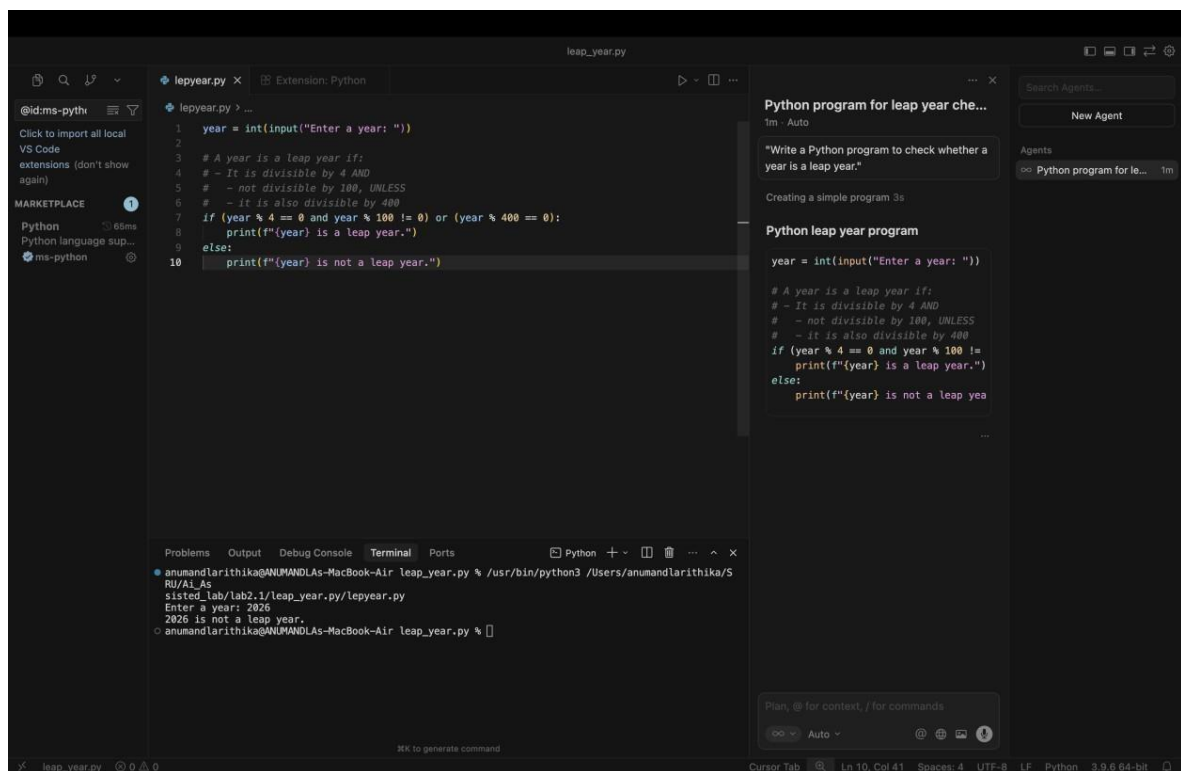 leap_year.py
lepyear.py
Extension: Python
@id:ms-pytho
Click to import all local
VS Code
extensions (don't show
again)
MARKETPLACE 1
Python 66ms
Python language sup...
ms-python
lepyear.py > ...
1 year = int(input("Enter a year: "))
2
3 # A year is a leap year if:
4 # - It is divisible by 4 AND
5 #   - not divisible by 100, UNLESS
6 #   - it is also divisible by 400
7 if (year % 4 == 0 and year % 100 != 0) or (year % 400 == 0):
8     print(f"{year} is a leap year.")
9 else:
10     print(f"{year} is not a leap year.")
Problems Output Debug Console Terminal Ports
Python
anumandlarithika@ANUMANDLAs-MacBook-Air leap_year.py % /usr/bin/python3 /Users/anumandlarithika/S
RU/Ai_As
sisted_lab/lab2.1/leap_year.py/lepyear.py
Enter a year: 2026
2026 is not a leap year.
anumandlarithika@ANUMANDLAs-MacBook-Air leap_year.py %
⌘K to generate command
Python program for leap year che...
1m · Auto
"Write a Python program to check whether a
year is a leap year."
Creating a simple program 3s
Python leap year program
year = int(input("Enter a year: "))
# A year is a leap year if:
# - It is divisible by 4 AND
#   - not divisible by 100, UNLESS
#   - it is also divisible by 400
if (year % 4 == 0 and year % 100 !=
    print(f"{year} is a leap year.")
else:
    print(f"{year} is not a leap yea
Plan, @ for context, / for commands
Auto
Search Agents...
New Agent
Agents
Python program for le... 1m
leap_year.py 0 0
Cursor Tab Ln 10, Col 41 Spaces: 4 UTF-8 LF Python 3.9.6 64-bit